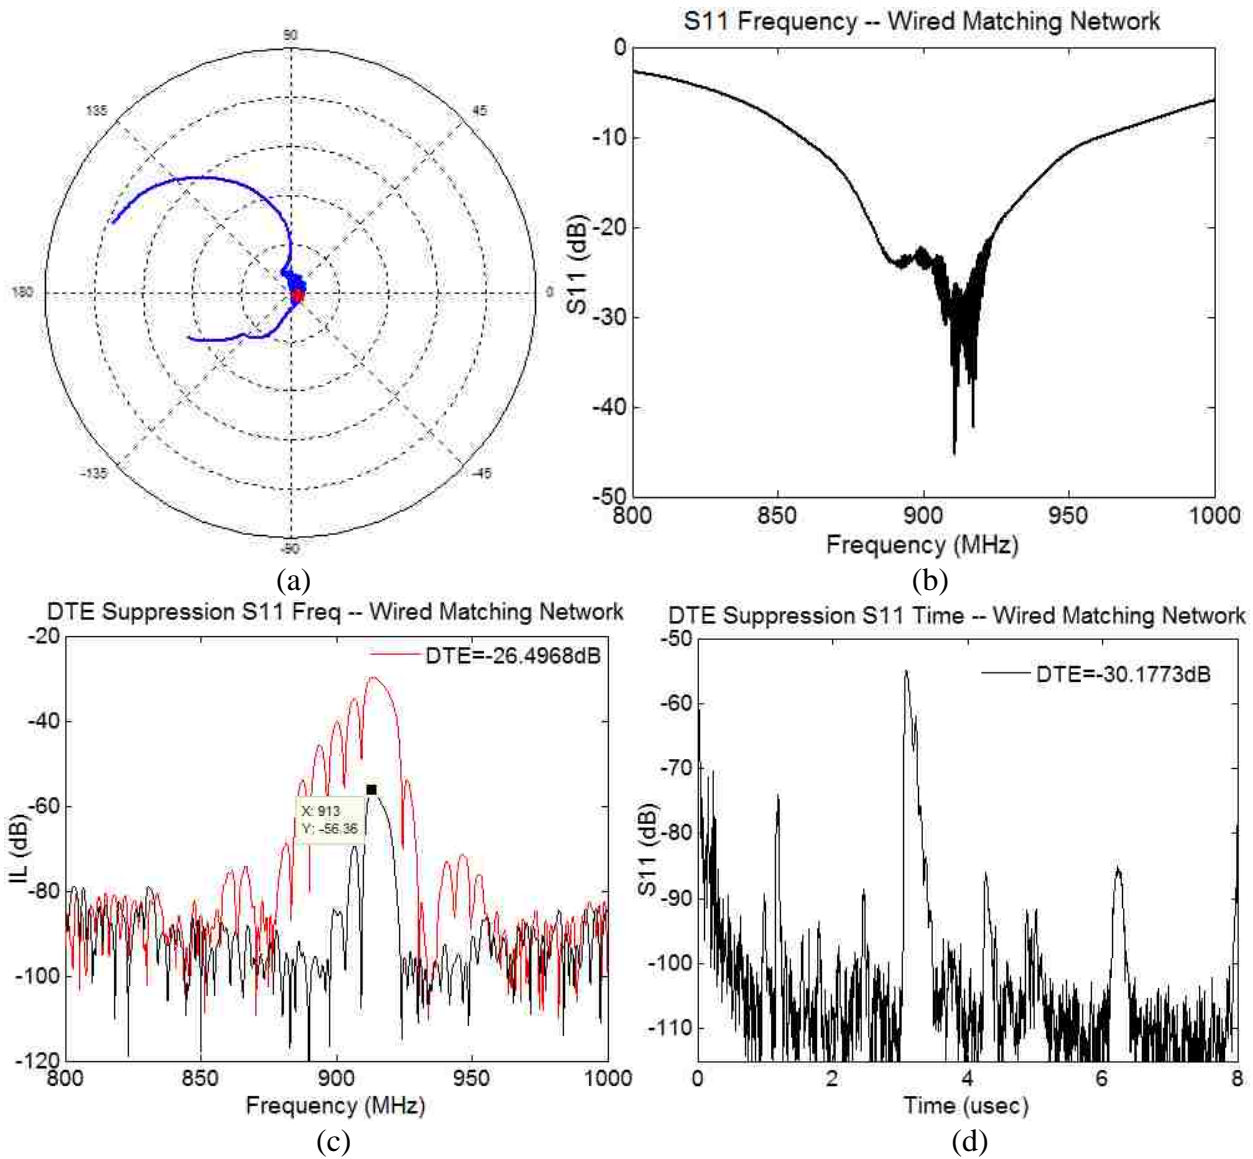 90
135
45
180
0
-135
-45
-90
(a)
S11 Frequency -- Wired Matching Network
0
-10
-20
-30
-40
-50
S11 (dB)
800
850
900
950
1000
Frequency (MHz)
(b)
DTE Suppression S11 Freq -- Wired Matching Network
DTE=-26.4968dB
-20
-40
-60
-80
-100
-120
IL (dB)
X: 913
Y: -56.36
800
850
900
950
1000
Frequency (MHz)
(c)
DTE Suppression S11 Time -- Wired Matching Network
DTE=-30.1773dB
-50
-60
-70
-80
-90
-100
-110
S11 (dB)
0
2
4
6
8
Time (usec)
(d)